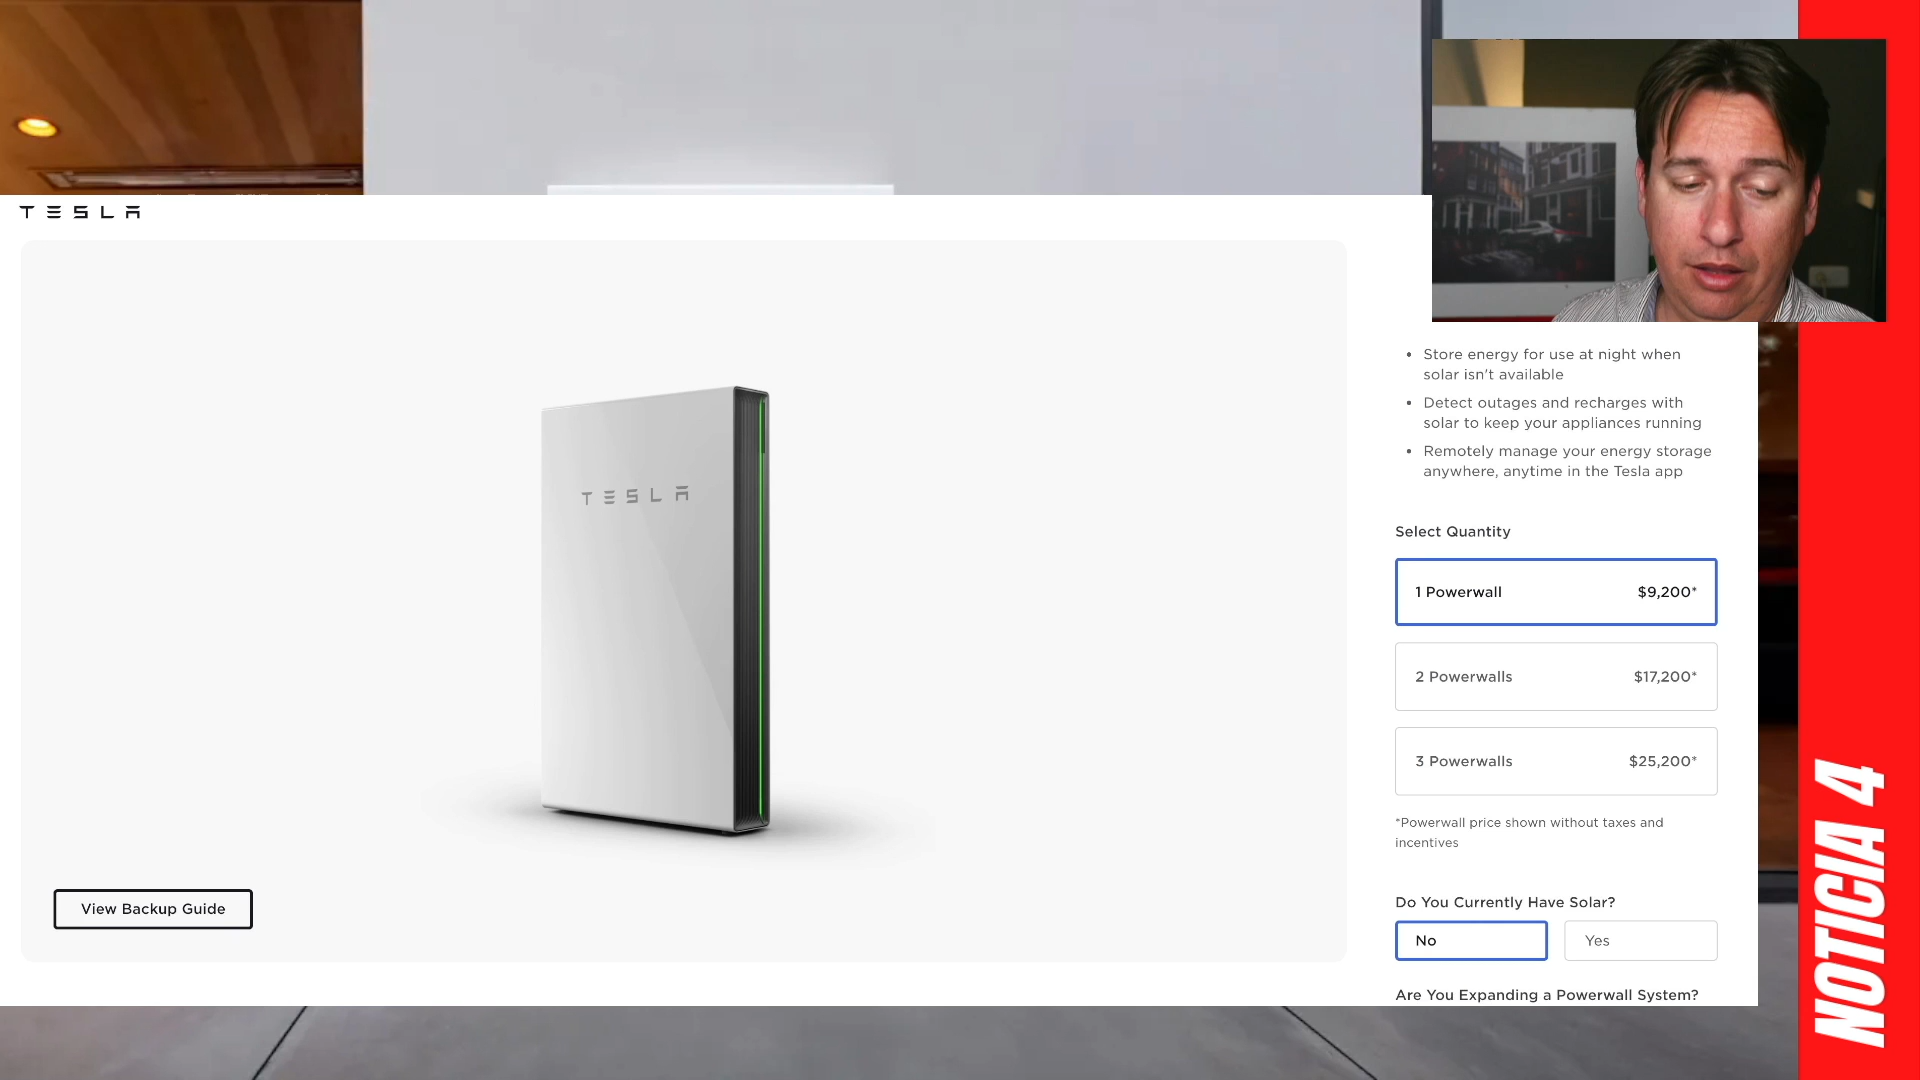 TESLA
TESLA
View Backup Guide
• Store energy for use at night when
solar isn't available
• Detect outages and recharges with
solar to keep your appliances running
• Remotely manage your energy storage
anywhere, anytime in the Tesla app
Select Quantity
1 Powerwall $9,200*
2 Powerwalls $17,200*
3 Powerwalls $25,200*
*Powerwall price shown without taxes and
incentives
Do You Currently Have Solar?
No Yes
Are You Expanding a Powerwall System?
NOTICIA 4